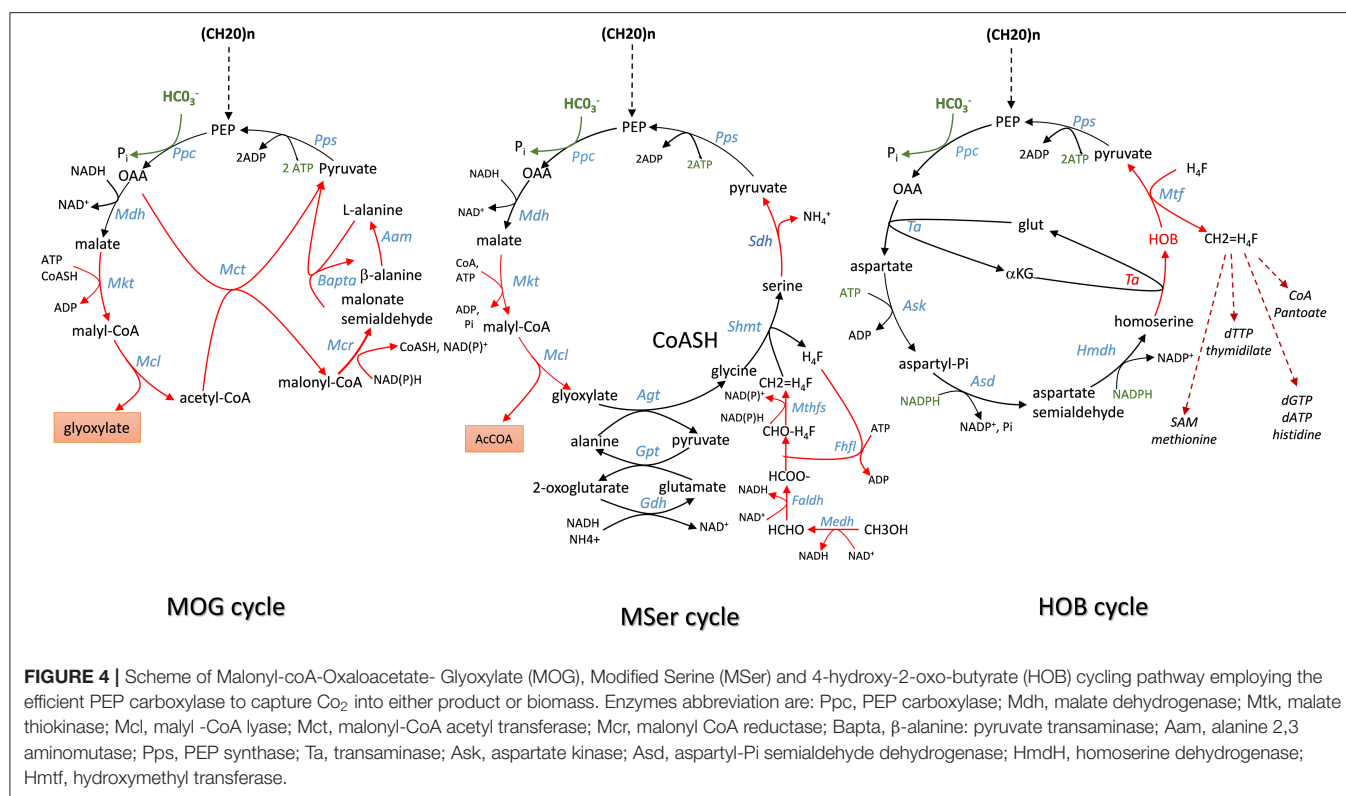 (CH20)n
HC0₃⁻
PEP
Pᵢ
Ppc
2ADP
2 ATP
Pps
Pyruvate
OAA
NADH
NAD⁺
Mdh
malate
ATP
CoASH
Mkt
ADP
malyl-CoA
Mcl
glyoxylate
acetyl-CoA
Mct
L-alanine
Aam
Bapta
β-alanine
malonate
semialdehyde
Mcr
CoASH, NAD(P)⁺
NAD(P)H
malonyl-CoA
MOG cycle
(CH20)n
HC0₃⁻
PEP
Pᵢ
Ppc
2ADP
2ATP
Pps
pyruvate
OAA
NADH
NAD⁺
Mdh
malate
CoA,
ATP
Mkt
ADP,
Pi
malyl-CoA
Mcl
glyoxylate
AcCOA
NH₄⁺
Sdh
serine
Shmt
CoASH
H₄F
glycine
CH2=H₄F
NAD(P)⁺
Mthfs
NAD(P)H
CHO-H₄F
Agt
alanine
pyruvate
Gpt
2-oxoglutarate
glutamate
Gdh
NADH
NH4+
NAD⁺
ATP
Fhfl
ADP
HCOO-
NADH
Faldh
NAD⁺
HCHO
Medh
CH3OH
NADH
NAD⁺
MSer cycle
(CH20)n
HC0₃⁻
PEP
Pᵢ
Ppc
2ADP
2ATP
Pps
pyruvate
H₄F
Mtf
OAA
Ta
glut
HOB
CH2=H₄F
aspartate
αKG
Ta
ATP
Ask
ADP
homoserine
CoA
Pantoate
dTTP
thymidilate
Hmdh
NADP⁺
aspartyl-Pi
Asd
NADPH
NADP⁺, Pi
aspartate
semialdehyde
NADPH
SAM
methionine
dGTP
dATP
histidine
HOB cycle
FIGURE 4 | Scheme of Malonyl-coA-Oxaloacetate- Glyoxylate (MOG), Modified Serine (MSer) and 4-hydroxy-2-oxo-butyrate (HOB) cycling pathway employing the
efficient PEP carboxylase to capture Co₂ into either product or biomass. Enzymes abbreviation are: Ppc, PEP carboxylase; Mdh, malate dehydrogenase; Mtk, malate
thiokinase; Mcl, malyl -CoA lyase; Mct, malonyl-CoA acetyl transferase; Mcr, malonyl CoA reductase; Bapta, β-alanine: pyruvate transaminase; Aam, alanine 2,3
aminomutase; Pps, PEP synthase; Ta, transaminase; Ask, aspartate kinase; Asd, aspartyl-Pi semialdehyde dehydrogenase; HmdH, homoserine dehydrogenase;
Hmtf, hydroxymethyl transferase.